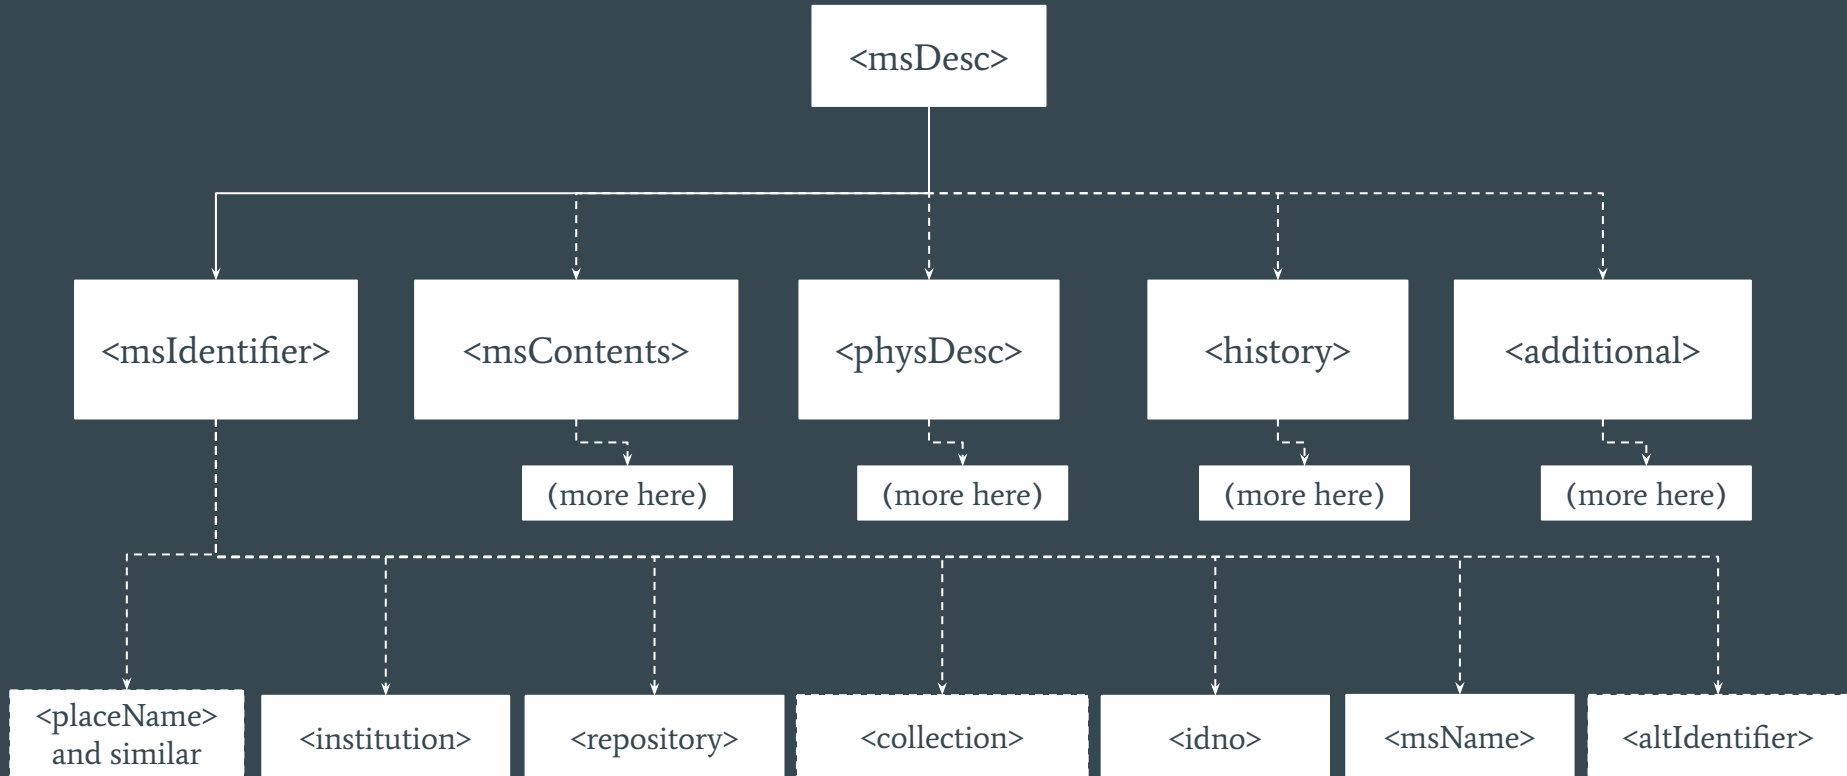 <msDesc>
<msIdentifier>
<msContents>
<physDesc>
<history>
<additional>
(more here)
(more here)
(more here)
(more here)
<placeName>
and similar
<institution>
<repository>
<collection>
<idno>
<msName>
<altIdentifier>